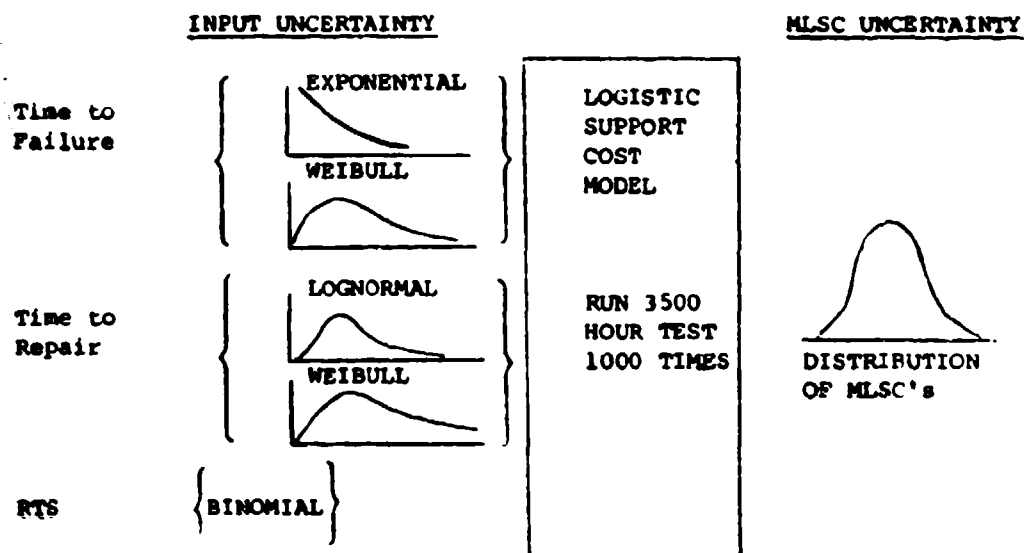 INPUT UNCERTAINTY
MLSC UNCERTAINTY
Time to
Failure
EXPONENTIAL
WEIBULL
Time to
Repair
LOGNORMAL
WEIBULL
RTS
BINOMIAL
LOGISTIC
SUPPORT
COST
MODEL
RUN 3500
HOUR TEST
1000 TIMES
DISTRIBUTION
OF MLSC's